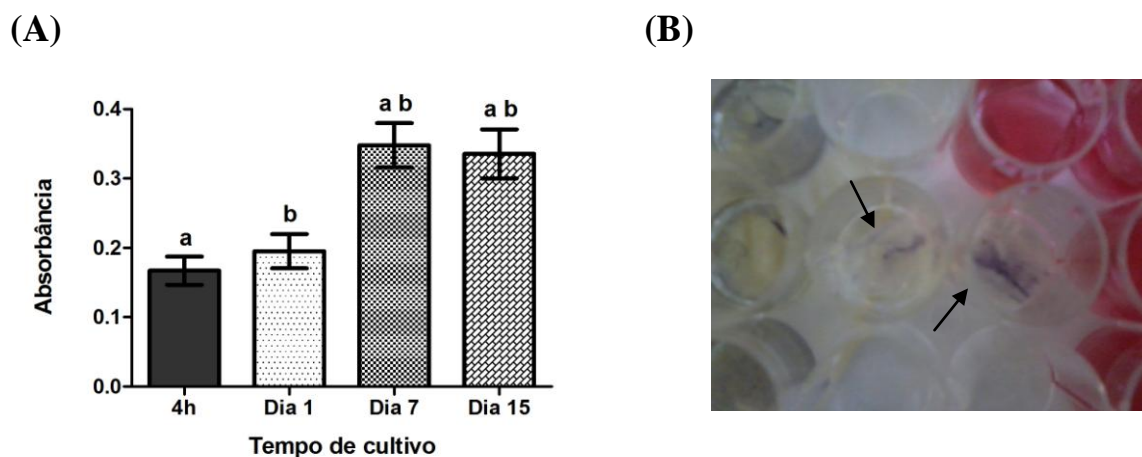 (A)
(B)
Absorbância
0.4
0.3
0.2
0.1
0.0
a
b
a b
a b
4h
Dia 1
Dia 7
Dia 15
Tempo de cultivo